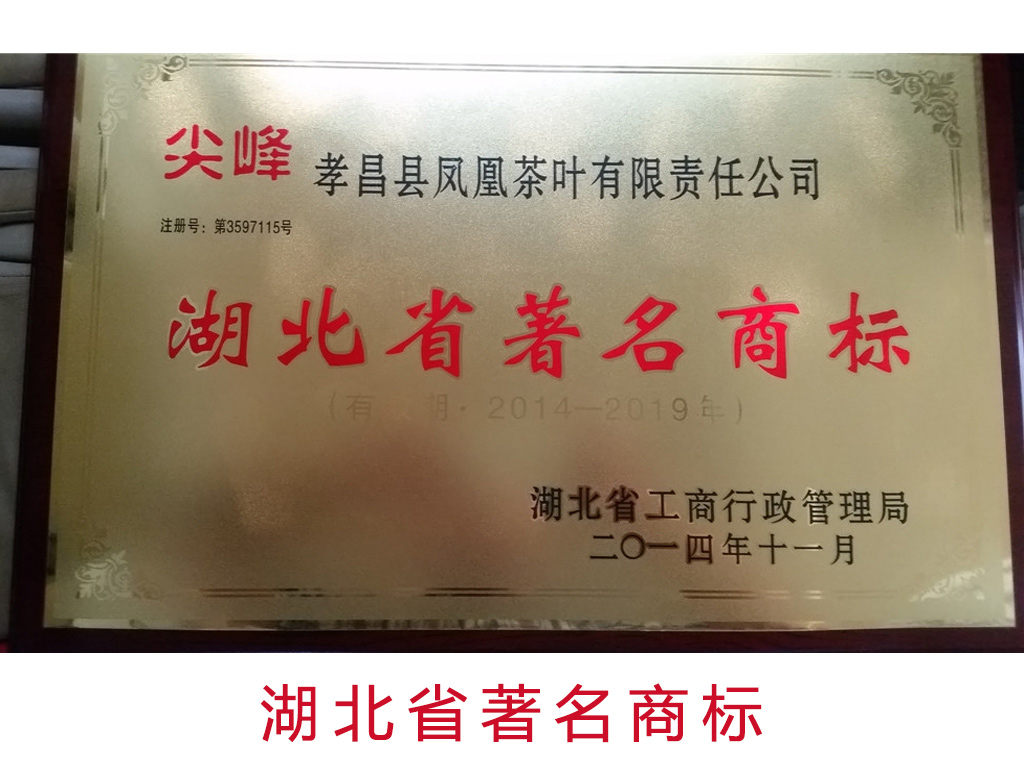 尖峰 孝昌县凤凰茶叶有限责任公司
注册号：第3597115号
湖北省著名商标
（有 期·2014—2019年）
湖北省工商行政管理局
二〇一四年十一月
湖北省著名商标